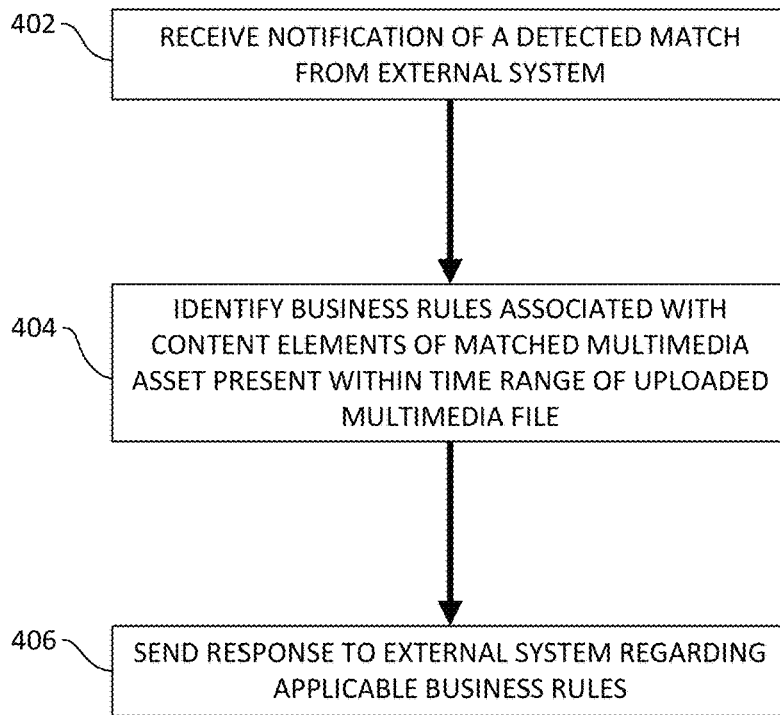 402
RECEIVE NOTIFICATION OF A DETECTED MATCH
FROM EXTERNAL SYSTEM
404
IDENTIFY BUSINESS RULES ASSOCIATED WITH
CONTENT ELEMENTS OF MATCHED MULTIMEDIA
ASSET PRESENT WITHIN TIME RANGE OF UPLOADED
MULTIMEDIA FILE
406
SEND RESPONSE TO EXTERNAL SYSTEM REGARDING
APPLICABLE BUSINESS RULES